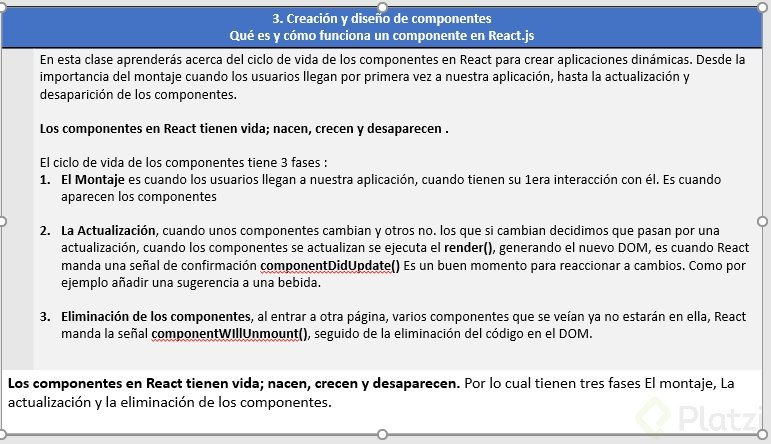 3. Creación y diseño de componentes
Qué es y cómo funciona un componente en React.js
En esta clase aprenderás acerca del ciclo de vida de los componentes en React para crear aplicaciones dinámicas. Desde la
importancia del montaje cuando los usuarios llegan por primera vez a nuestra aplicación, hasta la actualización y
desaparición de los componentes.
Los componentes en React tienen vida; nacen, crecen y desaparecen .
El ciclo de vida de los componentes tiene 3 fases :
1. El Montaje es cuando los usuarios llegan a nuestra aplicación, cuando tienen su 1era interacción con él. Es cuando
aparecen los componentes
2. La Actualización, cuando unos componentes cambian y otros no. los que si cambian decidimos que pasan por una
actualización, cuando los componentes se actualizan se ejecuta el render(), generando el nuevo DOM, es cuando React
manda una señal de confirmación componentDidUpdate() Es un buen momento para reaccionar a cambios. Como por
ejemplo añadir una sugerencia a una bebida.
3. Eliminación de los componentes, al entrar a otra página, varios componentes que se veían ya no estarán en ella, React
manda la señal componentWIllUnmount(), seguido de la eliminación del código en el DOM.
Los componentes en React tienen vida; nacen, crecen y desaparecen. Por lo cual tienen tres fases El montaje, La
actualización y la eliminación de los componentes.
Platzi